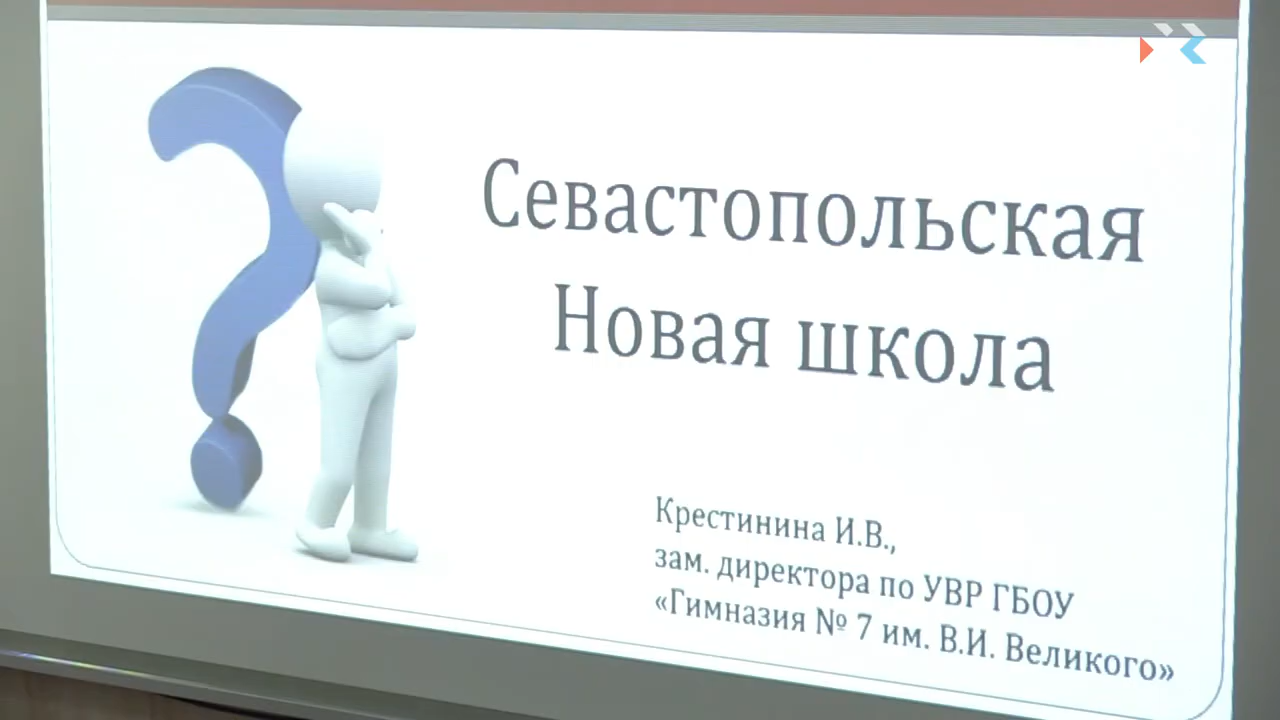 Севастопольская
Новая школа
Крестинина И.В.,
зам. директора по УВР ГБОУ
«Гимназия № 7 им. В.И. Великого»